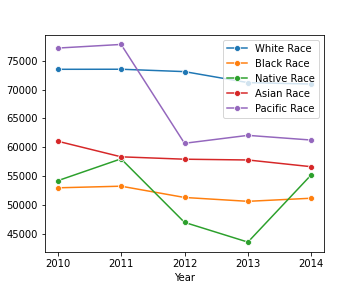 White Race
Black Race
Native Race
Asian Race
Pacific Race
75000
70000
65000
60000
55000
50000
45000
2010 2011 2012 2013 2014
Year